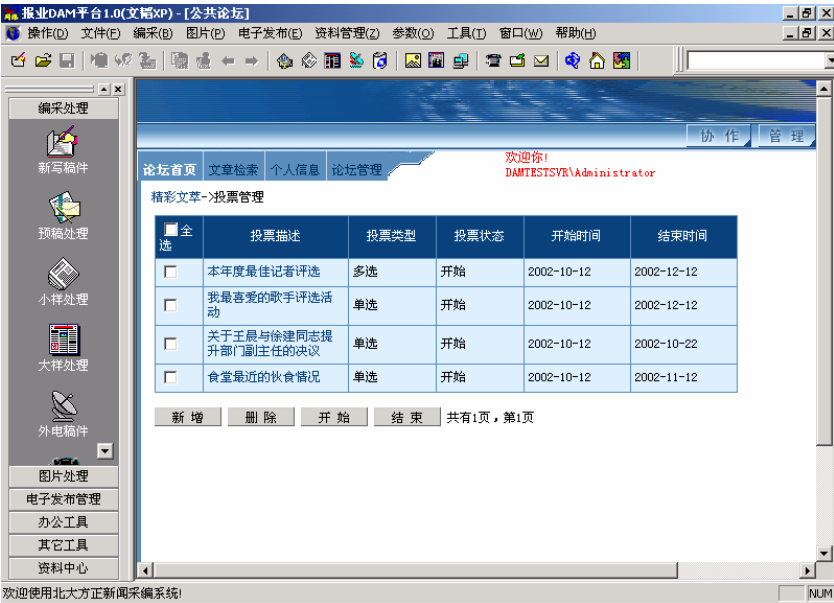 报业DAM平台1.0(文韬XP) - [公共论坛]
操作(O) 文件(F) 编采(B) 图片(P) 电子发布(E) 资料管理(Z) 参数(O) 工具(T) 窗口(W) 帮助(H)
编采处理
新写稿件
预稿处理
小样处理
大样处理
外电稿件
图片处理
电子发布管理
办公工具
其它工具
资料中心
协 作 管 理
论坛首页 文章检索 个人信息 论坛管理
欢迎你!
DAMTESTSVR\Administrator
精彩文萃->投票管理
全选 投票描述 投票类型 投票状态 开始时间 结束时间
本年度最佳记者评选 多选 开始 2002-10-12 2002-12-12
我最喜爱的歌手评选活动 单选 开始 2002-10-12 2002-12-12
关于王晨与徐建同志提升部门副主任的决议 单选 开始 2002-10-12 2002-10-22
食堂最近的伙食情况 单选 开始 2002-10-12 2002-11-12
新 增 删 除 开 始 结 束 共有1页，第1页
欢迎使用北大方正新闻采编系统! NUM